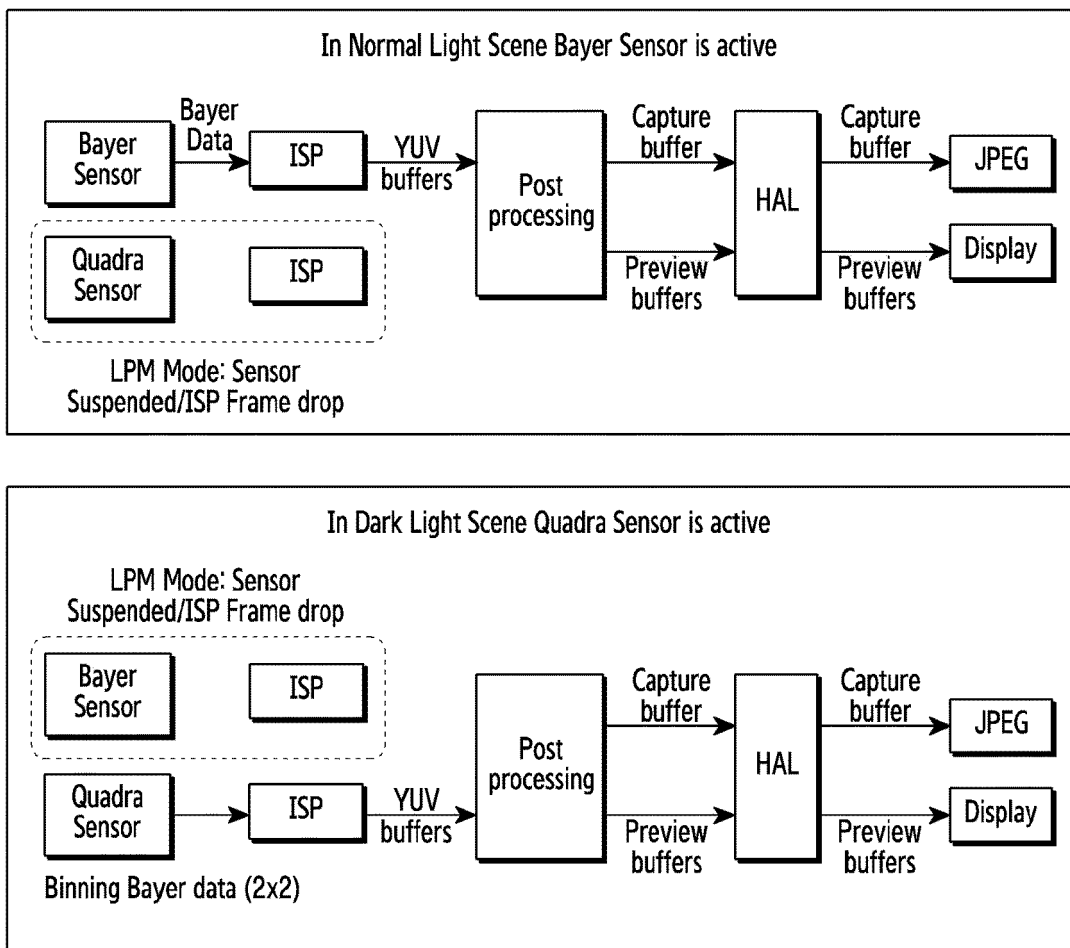 In Normal Light Scene Bayer Sensor is active
Bayer
Sensor
Bayer
Data
ISP
YUV
buffers
Quadra
Sensor
ISP
LPM Mode: Sensor
Suspended/ISP Frame drop
Post
processing
Capture
buffer
Preview
buffers
HAL
Capture
buffer
Preview
buffers
JPEG
Display
In Dark Light Scene Quadra Sensor is active
LPM Mode: Sensor
Suspended/ISP Frame drop
Bayer
Sensor
ISP
Quadra
Sensor
ISP
YUV
buffers
Binning Bayer data (2x2)
Post
processing
Capture
buffer
Preview
buffers
HAL
Capture
buffer
Preview
buffers
JPEG
Display